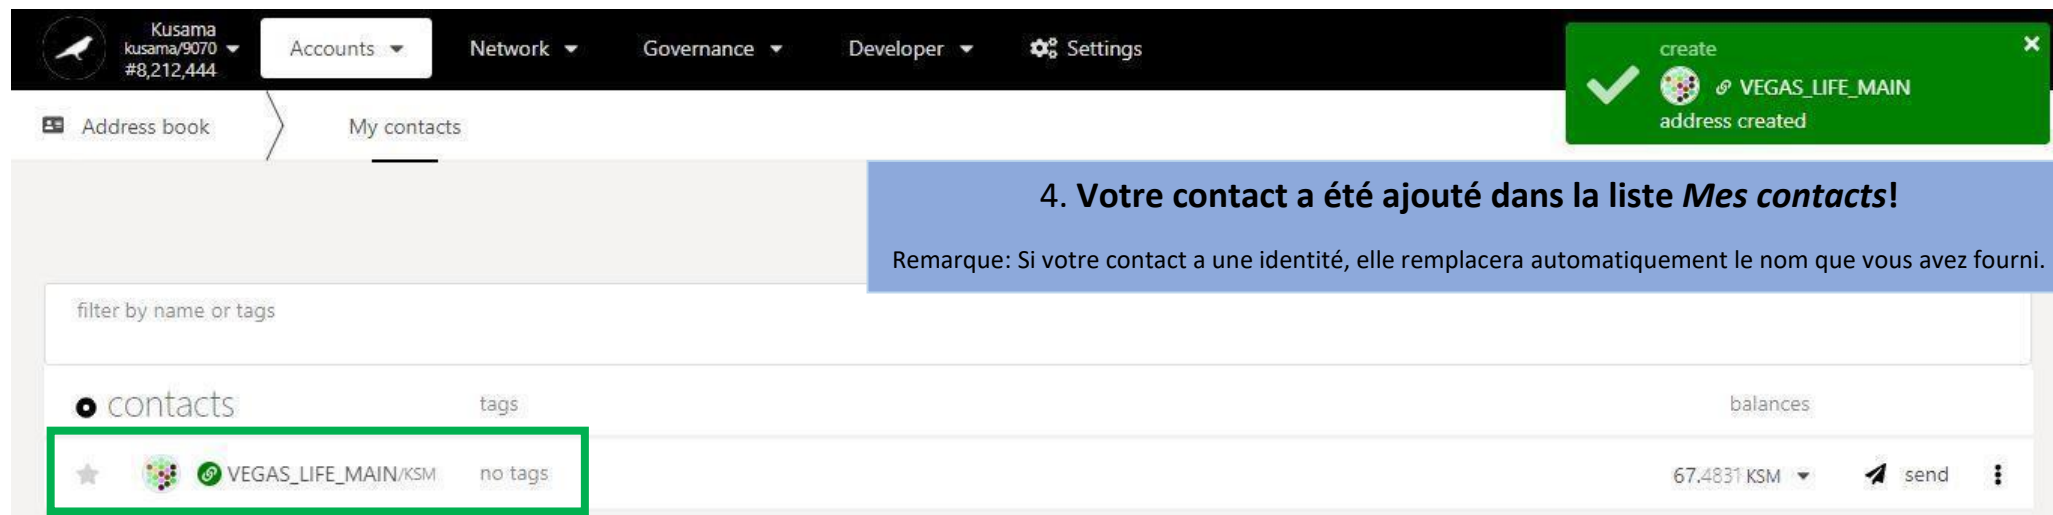 Kusama
kusama/9070
#8,212,444
Accounts
Network
Governance
Developer
Settings
create
VEGAS_LIFE_MAIN
address created
Address book
My contacts
4. Votre contact a été ajouté dans la liste Mes contacts!
Remarque: Si votre contact a une identité, elle remplacera automatiquement le nom que vous avez fourni.
filter by name or tags
contacts
tags
balances
VEGAS_LIFE_MAIN/KSM
no tags
67.4831 KSM
send